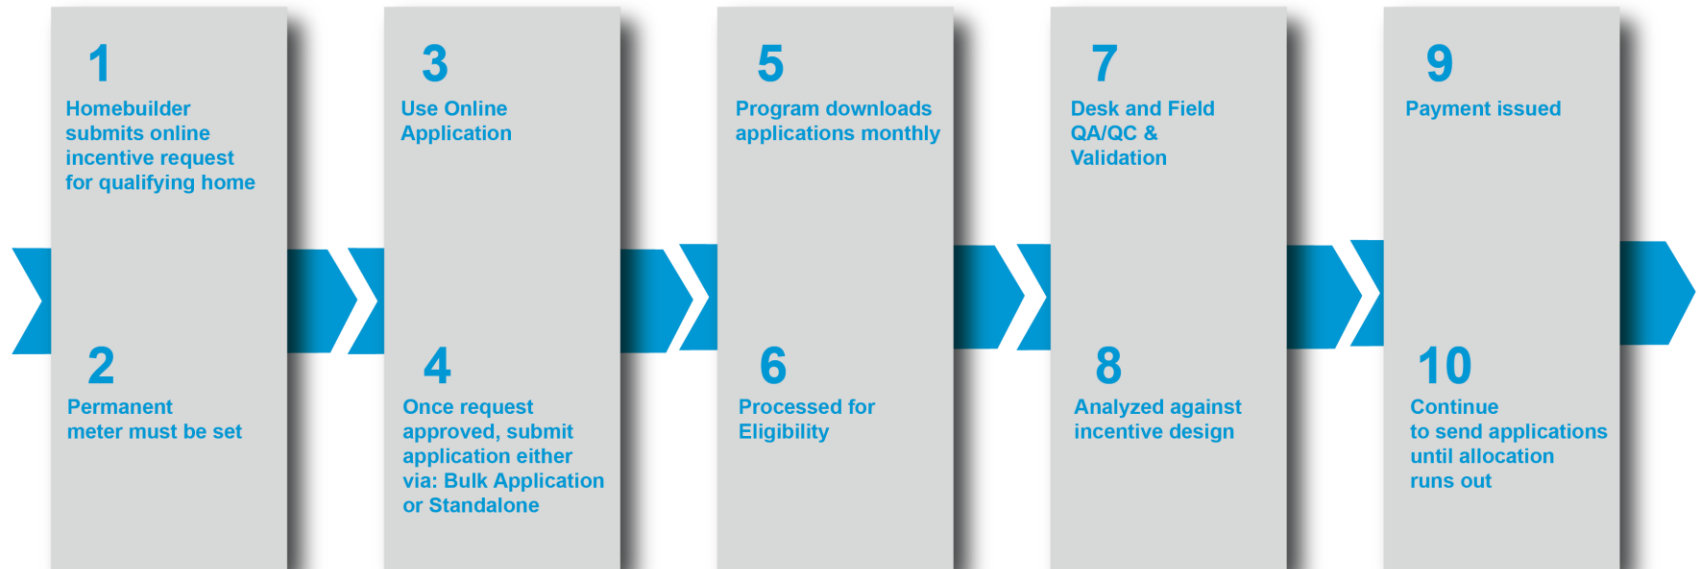 1
Homebuilder
submits online
incentive request
for qualifying home
2
Permanent
meter must be set
3
Use Online
Application
4
Once request
approved, submit
application either
via: Bulk Application
or Standalone
5
Program downloads
applications monthly
6
Processed for
Eligibility
7
Desk and Field
QA/QC &
Validation
8
Analyzed against
incentive design
9
Payment issued
10
Continue
to send applications
until allocation
runs out